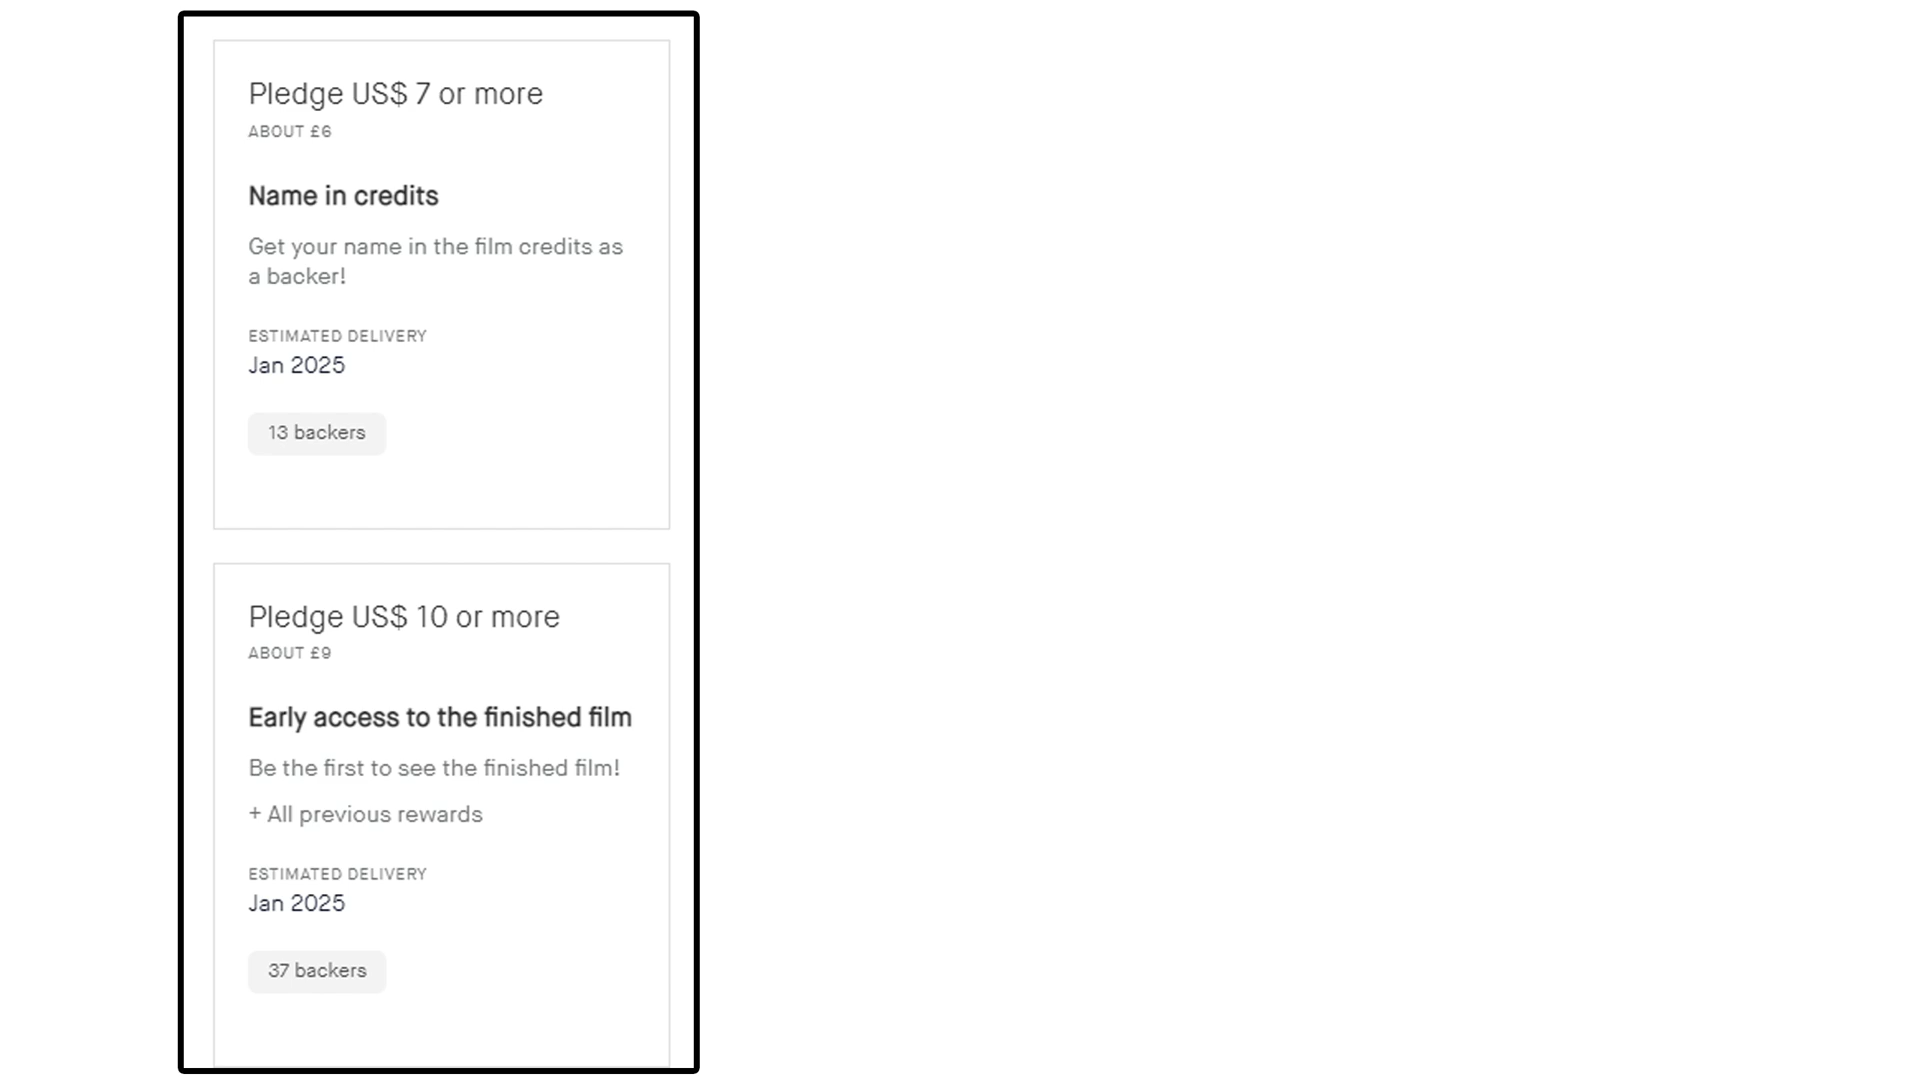 Pledge US$ 7 or more
ABOUT £6
Name in credits
Get your name in the film credits as
a backer!
ESTIMATED DELIVERY
Jan 2025
13 backers
Pledge US$ 10 or more
ABOUT £9
Early access to the finished film
Be the first to see the finished film!
+ All previous rewards
ESTIMATED DELIVERY
Jan 2025
37 backers